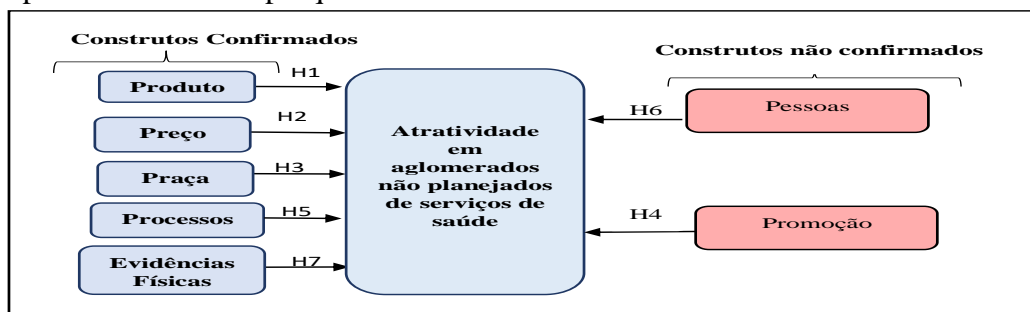 Construtos Confirmados
Produto
H1
Preço
H2
Praça
H3
Processos
H5
Evidências
Físicas
H7
Atratividade
em
aglomerados
não planejados
de serviços de
saúde
Construtos não confirmados
H6
Pessoas
H4
Promoção